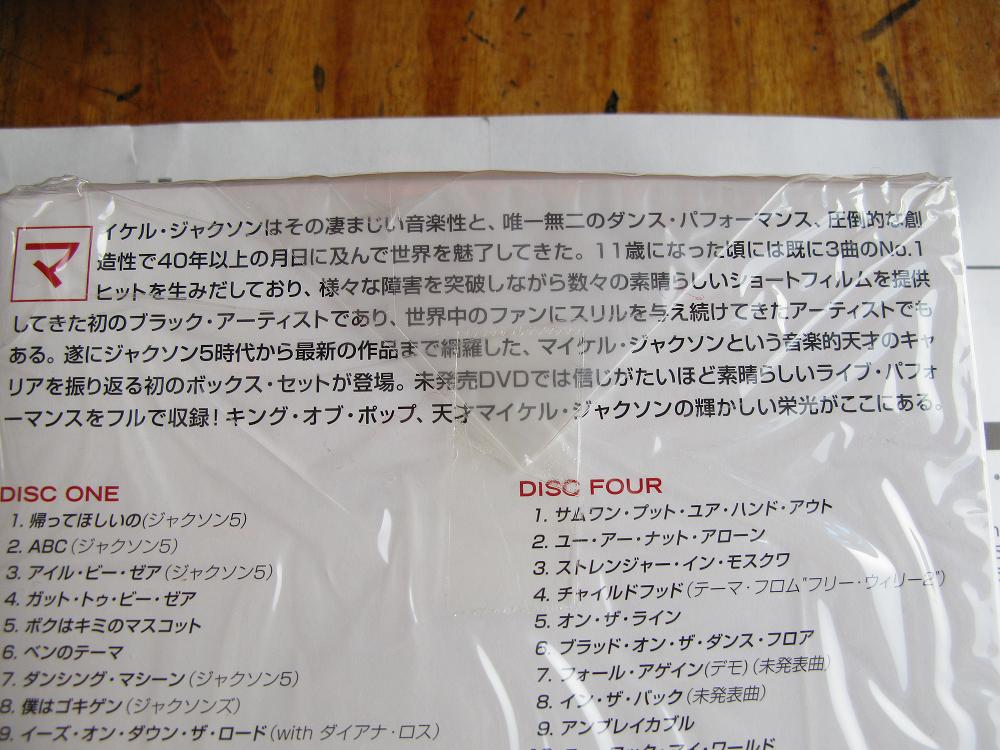 マイケル・ジャクソンはその凄まじい音楽性と、唯一無二のダンス・パフォーマンス、圧倒的な創
造性で40年以上の月日に及んで世界を魅了してきた。11歳になった頃には既に3曲のNo.1
ヒットを生みだしており、様々な障害を突破しながら数々の素晴らしいショートフィルムを提供
してきた初のブラック・アーティストであり、世界中のファンにスリルを与え続けてきたアーティストでも
ある。遂にジャクソン5時代から最新の作品まで網羅した、マイケル・ジャクソンという音楽的天才のキャ
リアを振り返る初のボックス・セットが登場。未発売DVDでは信じがたいほど素晴らしいライブ・パフォ
ーマンスをフルで収録!キング・オブ・ポップ、天才マイケル・ジャクソンの輝かしい栄光がここにある。
DISC ONE
1. 帰ってほしいの(ジャクソン5)
2. ABC(ジャクソン5)
3. アイル・ビー・ゼア(ジャクソン5)
4. ガット・トゥ・ビー・ゼア
5. ボクはキミのマスコット
6. ベンのテーマ
7. ダンシング・マシーン(ジャクソン5)
8. 僕はゴキゲン(ジャクソンズ)
9. イーズ・オン・ダウン・ザ・ロード(with ダイアナ・ロス)
DISC FOUR
1. サムワン・プット・ユア・ハンド・アウト
2. ユー・アー・ナット・アローン
3. ストレンジャー・イン・モスクワ
4. チャイルドフッド(テーマ・フロム"フリー・ウィリー2")
5. オン・ザ・ライン
6. ブラッド・オン・ザ・ダンス・フロア
7. フォール・アゲイン(デモ)(未発表曲)
8. イン・ザ・バック(未発表曲)
9. アンブレイカブル